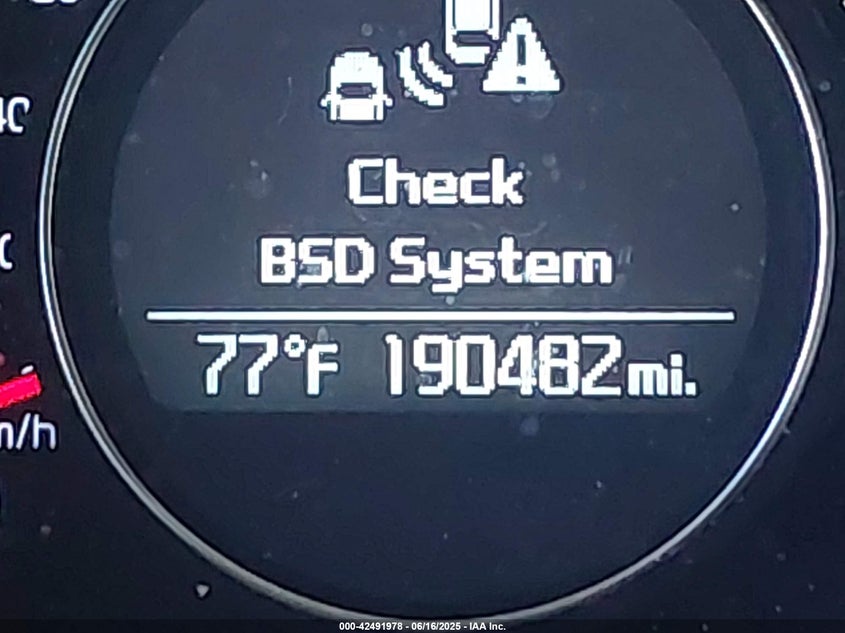 Check
BSD System
77°F 190482mi.
000-42491978 - 06/16/2025 - IAA Inc.